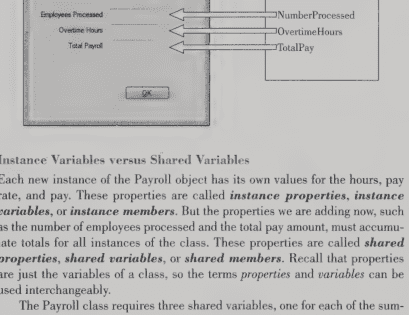 Employees Processed
NumberProcessed
Overtime Hours
OvertimeHours
Total Payroll
TotalPay
OK
Instance Variables versus Shared Variables
Each new instance of the Payroll object has its own values for the hours, pay
rate, and pay. These properties are called instance properties, instance
variables, or instance members. But the properties we are adding now, such
as the number of employees processed and the total pay amount, must accumu-
late totals for all instances of the class. These properties are called shared
properties, shared variables, or shared members. Recall that properties
are just the variables of a class, so the terms properties and variables can be
used interchangeably.
The Payroll class requires three shared variables, one for each of the sum-